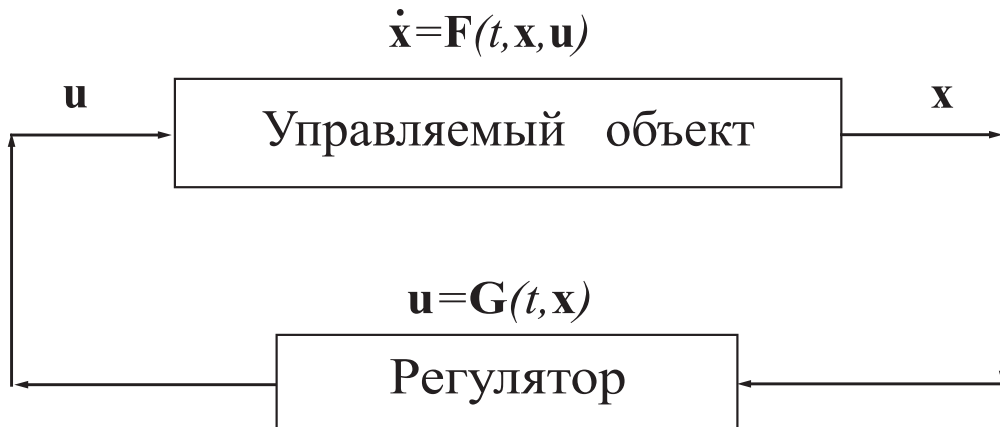 ẋ=F(t,x,u)
u
Управляемый объект
x
u=G(t,x)
Регулятор